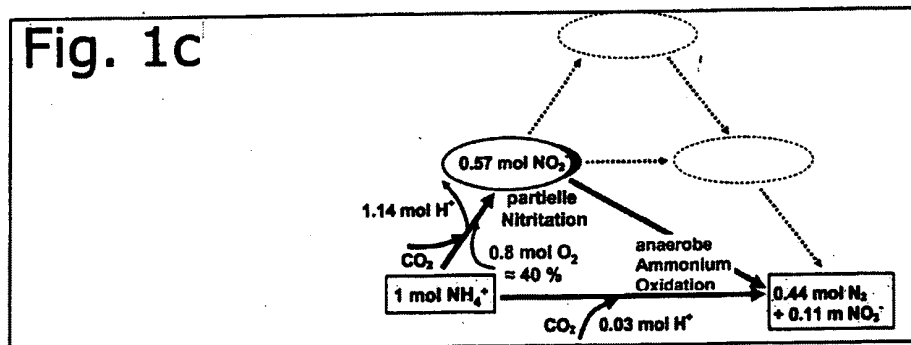 Fig. 1c
0.57 mol NO₂⁻
partielle
Nitritation
1.14 mol H⁺
CO₂
0.8 mol O₂
≈ 40 %
1 mol NH₄⁺
anaerobe
Ammonium
Oxidation
CO₂
0.03 mol H⁺
0.44 mol N₂
+ 0.11 m NO₃⁻